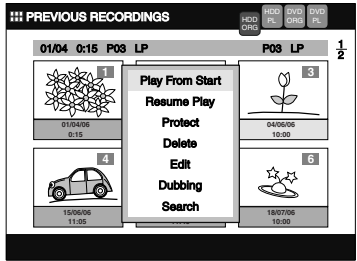 PREVIOUS RECORDINGS
HDD ORG
HDD PL
DVD ORG
DVD PL
01/04 0:15 P03 LP P03 LP
1
2
1
01/04/06
0:15
Play From Start
Resume Play
Protect
Delete
Edit
Dubbing
Search
3
04/06/06
10:00
4
15/06/06
11:05
6
18/07/06
10:00